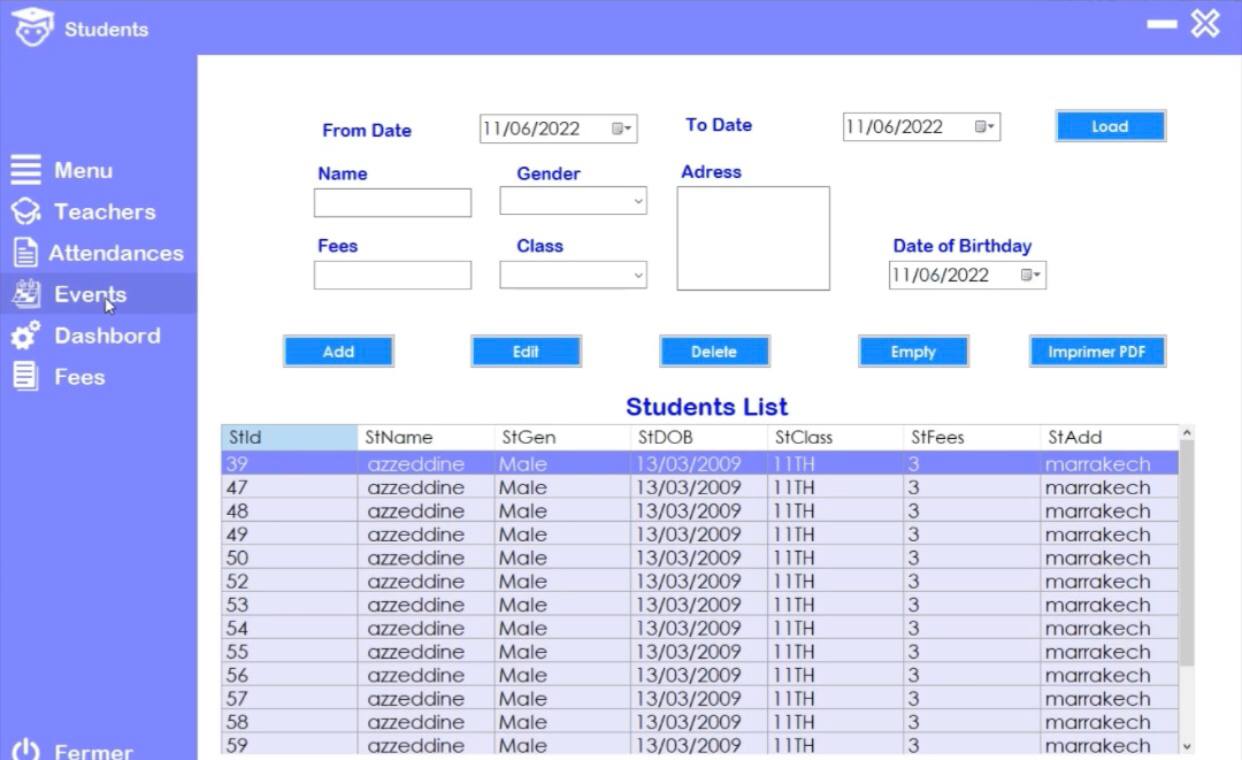 Students
From Date 11/06/2022 To Date 11/06/2022 Load
Menu
Teachers
Attendances
Events
Dashbord
Fees
Fermer
Name Gender Adress
Fees Class Date of Birthday
11/06/2022
Add Edit Delete Empty Imprimer PDF
Students List
StId StName StGen StDOB StClass StFees StAdd
39 azzeddine Male 13/03/2009 11TH 3 marrakech
47 azzeddine Male 13/03/2009 11TH 3 marrakech
48 azzeddine Male 13/03/2009 11TH 3 marrakech
49 azzeddine Male 13/03/2009 11TH 3 marrakech
50 azzeddine Male 13/03/2009 11TH 3 marrakech
52 azzeddine Male 13/03/2009 11TH 3 marrakech
53 azzeddine Male 13/03/2009 11TH 3 marrakech
54 azzeddine Male 13/03/2009 11TH 3 marrakech
55 azzeddine Male 13/03/2009 11TH 3 marrakech
56 azzeddine Male 13/03/2009 11TH 3 marrakech
57 azzeddine Male 13/03/2009 11TH 3 marrakech
58 azzeddine Male 13/03/2009 11TH 3 marrakech
59 azzeddine Male 13/03/2009 11TH 3 marrakech